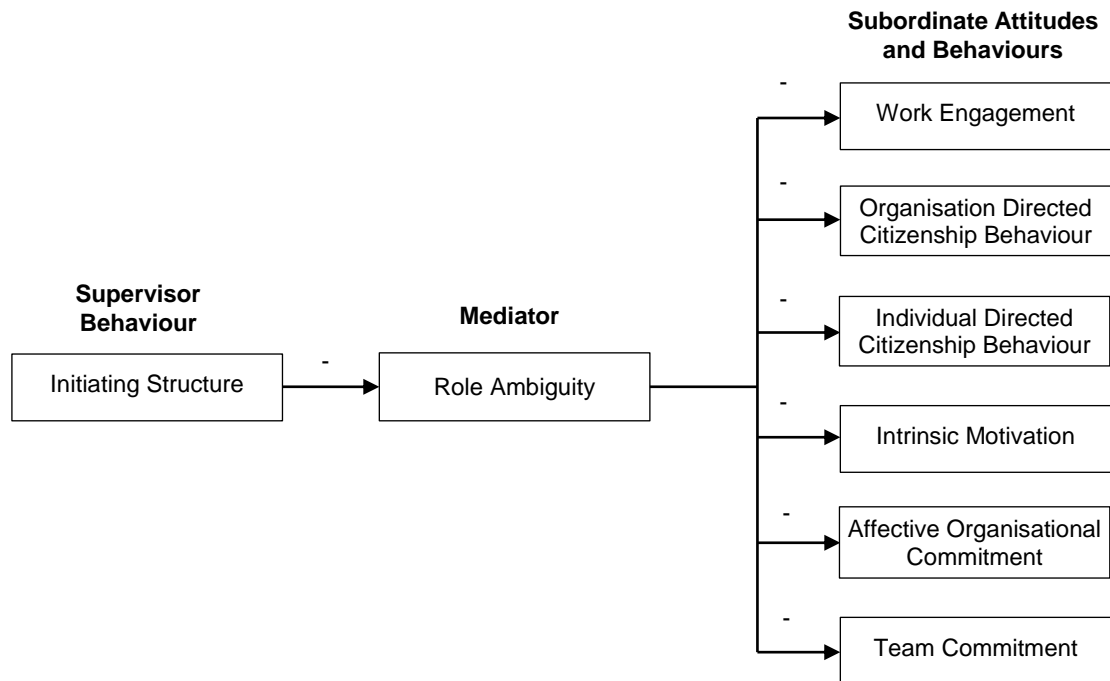 Subordinate Attitudes
and Behaviours
-
Work Engagement
-
Organisation Directed
Citizenship Behaviour
Supervisor
Behaviour
Mediator
-
Individual Directed
Citizenship Behaviour
Initiating Structure
-
Role Ambiguity
-
Intrinsic Motivation
-
Affective Organisational
Commitment
-
Team Commitment